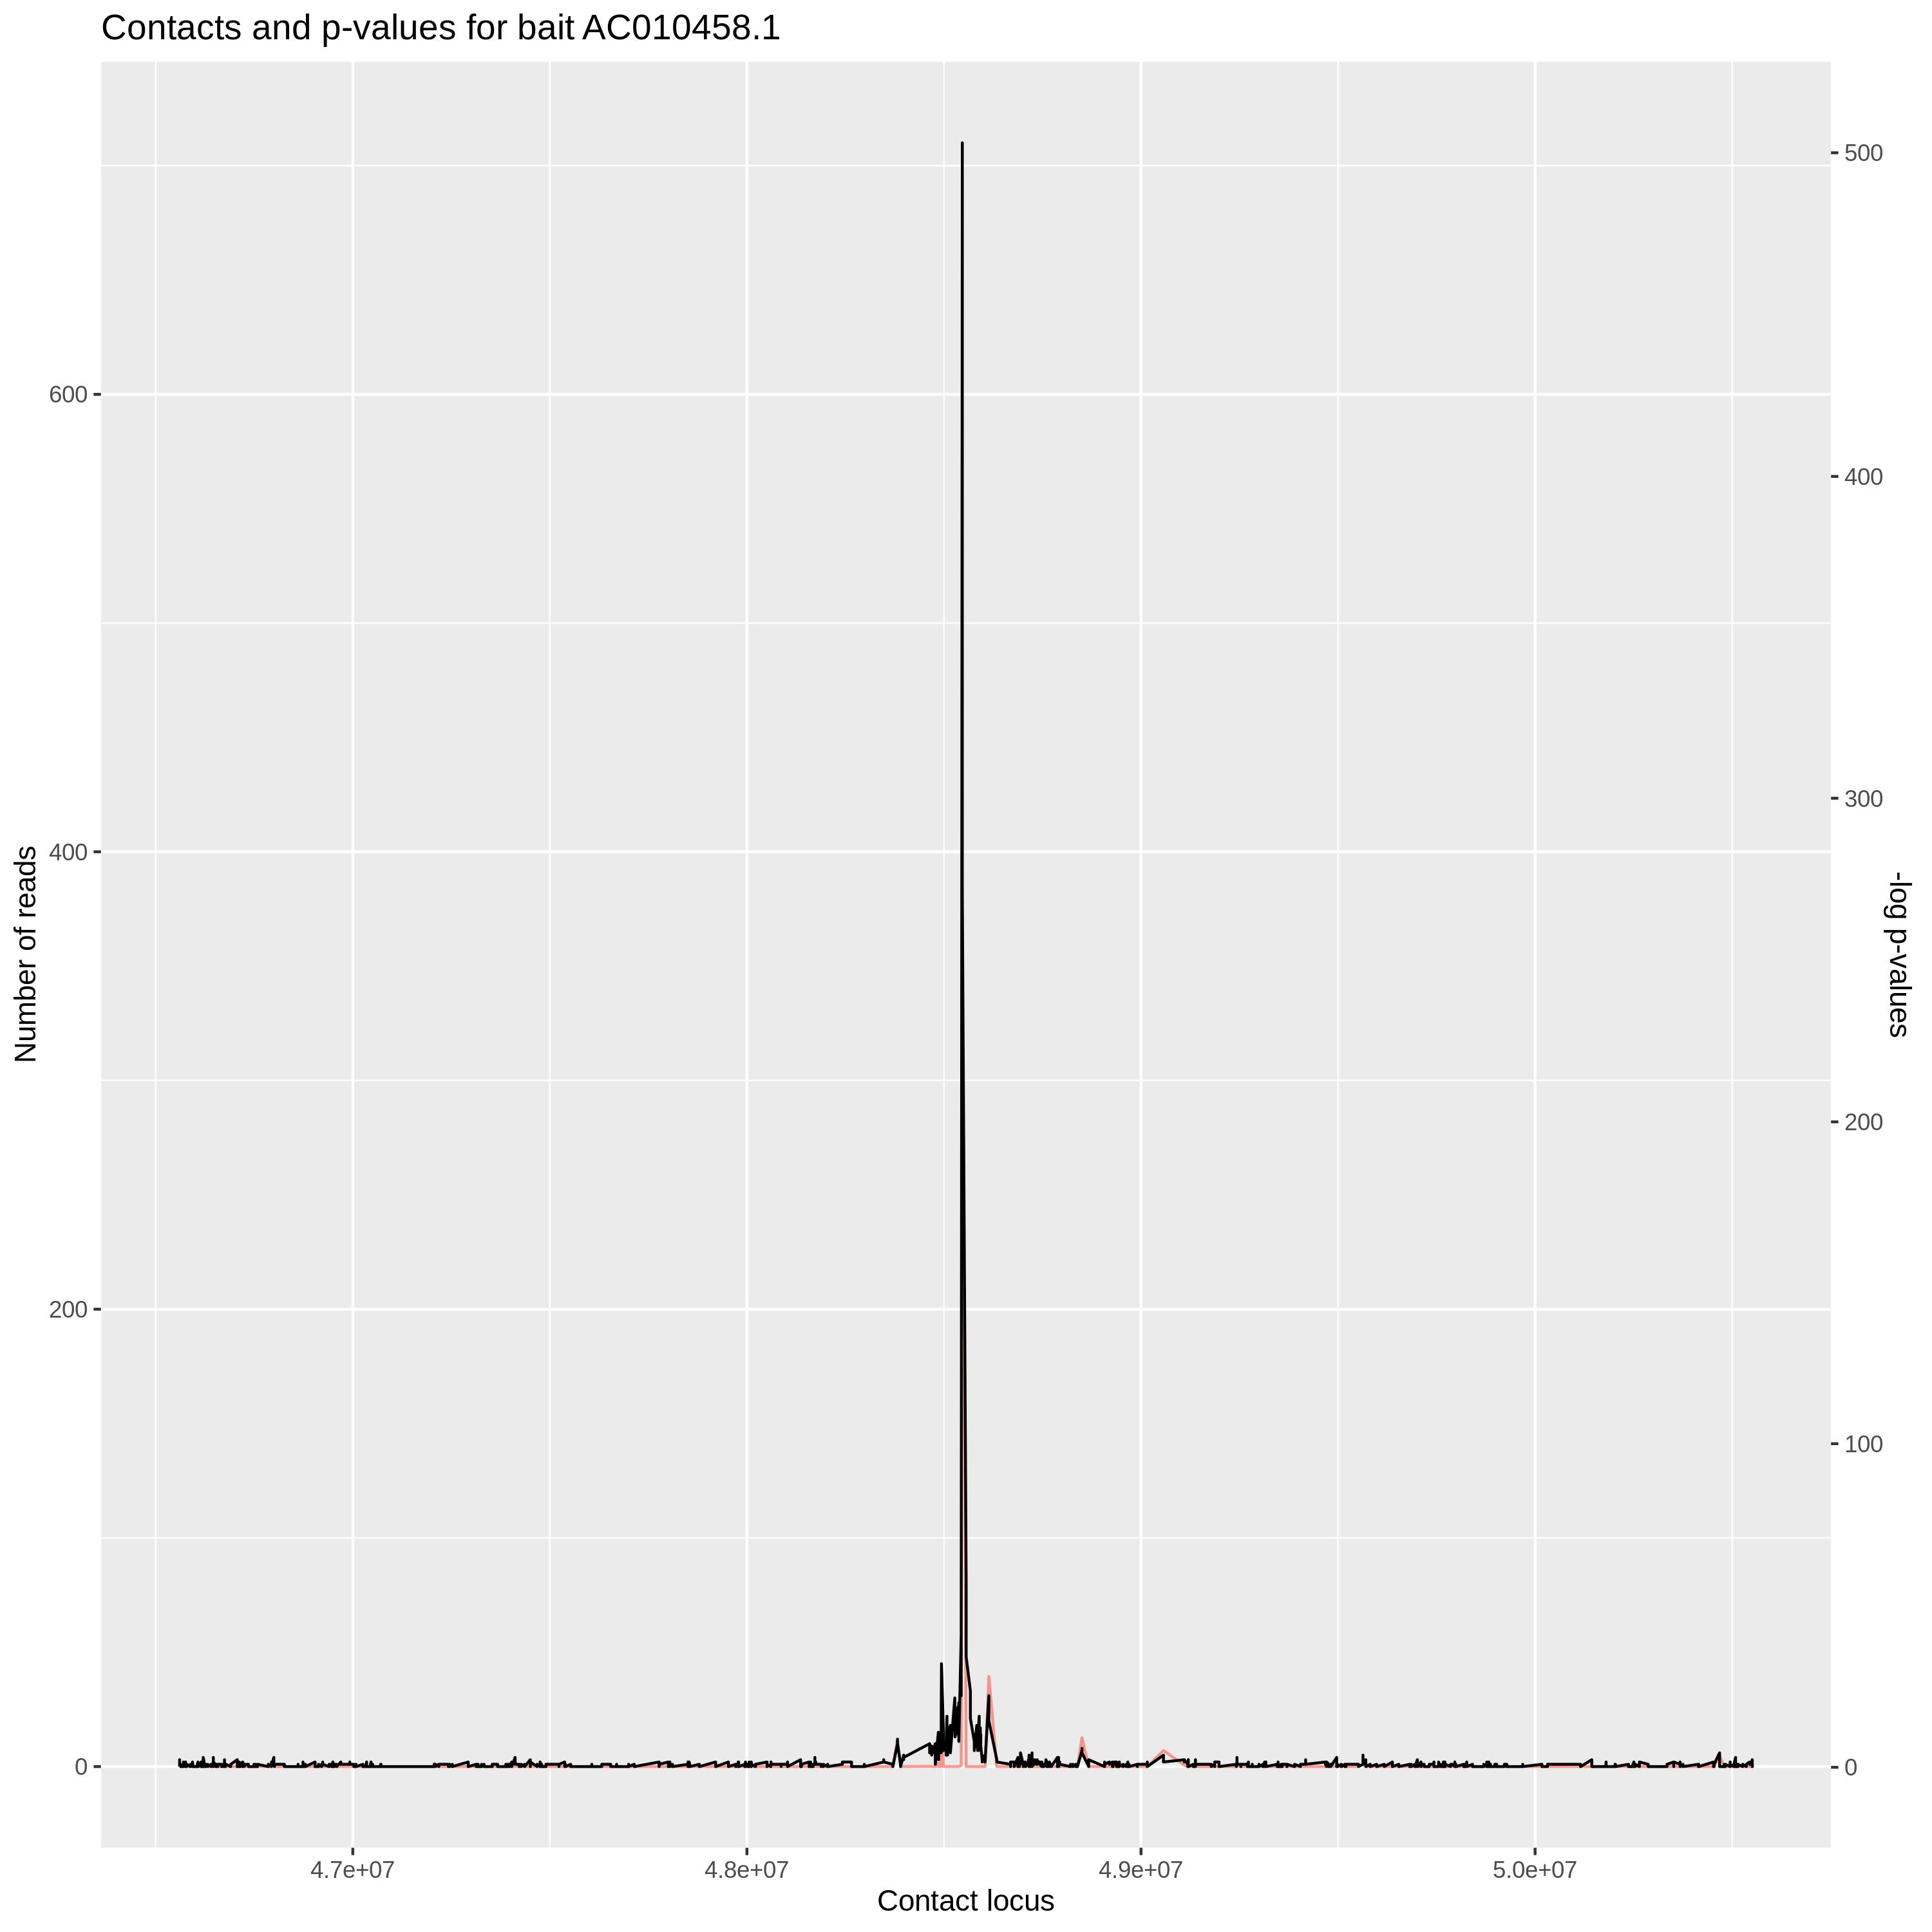 Contacts and p-values for bait AC010458.1
Number of reads
600
400
200
0
500
400
300
200
100
0
-log p-values
4.7e+07
4.8e+07
4.9e+07
5.0e+07
Contact locus